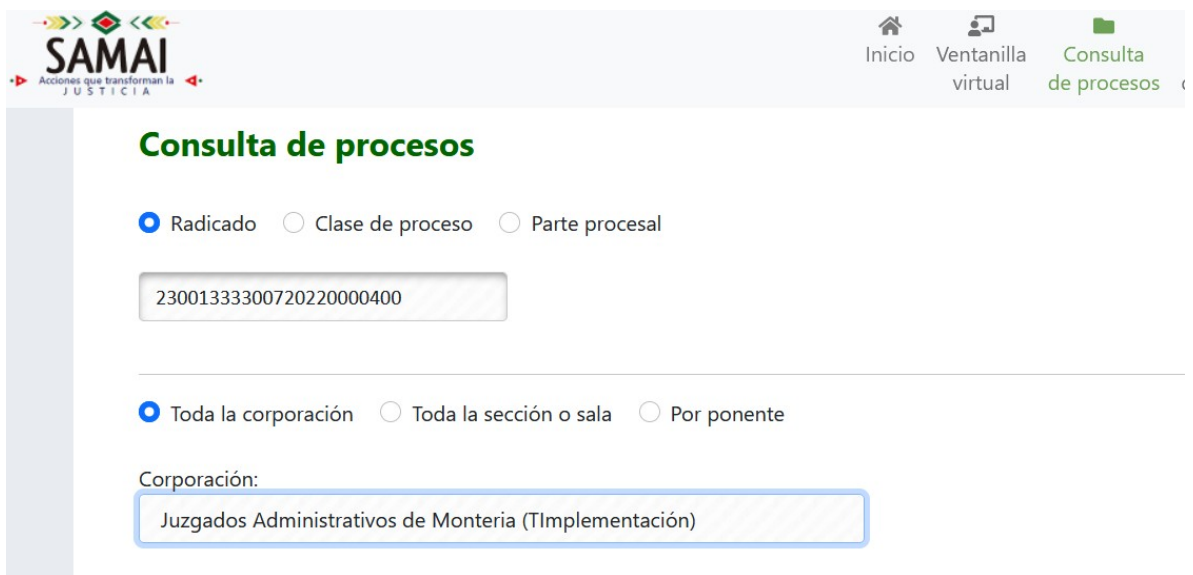 SAMAI
Acciones que transforman la
JUSTICIA
Inicio
Ventanilla
virtual
Consulta
de procesos
Consulta de procesos
Radicado Clase de proceso Parte procesal
23001333300720220000400
Toda la corporación Toda la sección o sala Por ponente
Corporación:
Juzgados Administrativos de Monteria (TImplementación)